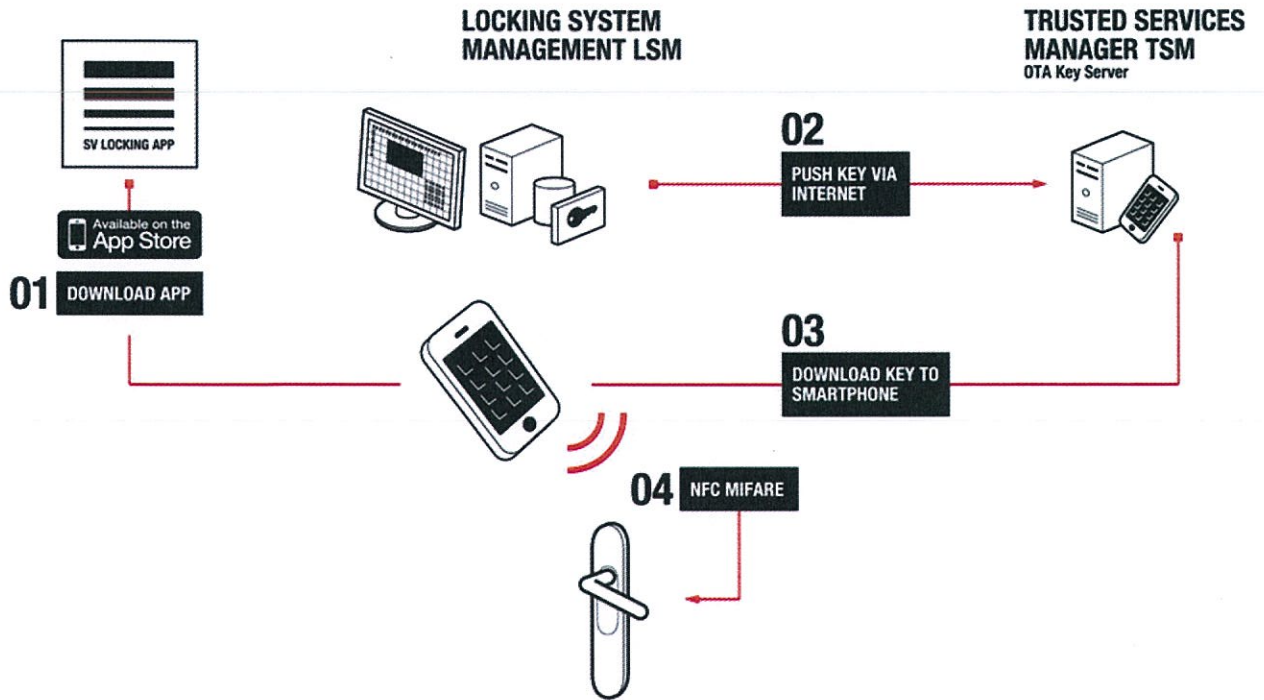 LOCKING SYSTEM
MANAGEMENT LSM
TRUSTED SERVICES
MANAGER TSM
OTA Key Server
SV LOCKING APP
Available on the
App Store
01
DOWNLOAD APP
02
PUSH KEY VIA
INTERNET
03
DOWNLOAD KEY TO
SMARTPHONE
04
NFC MIFARE